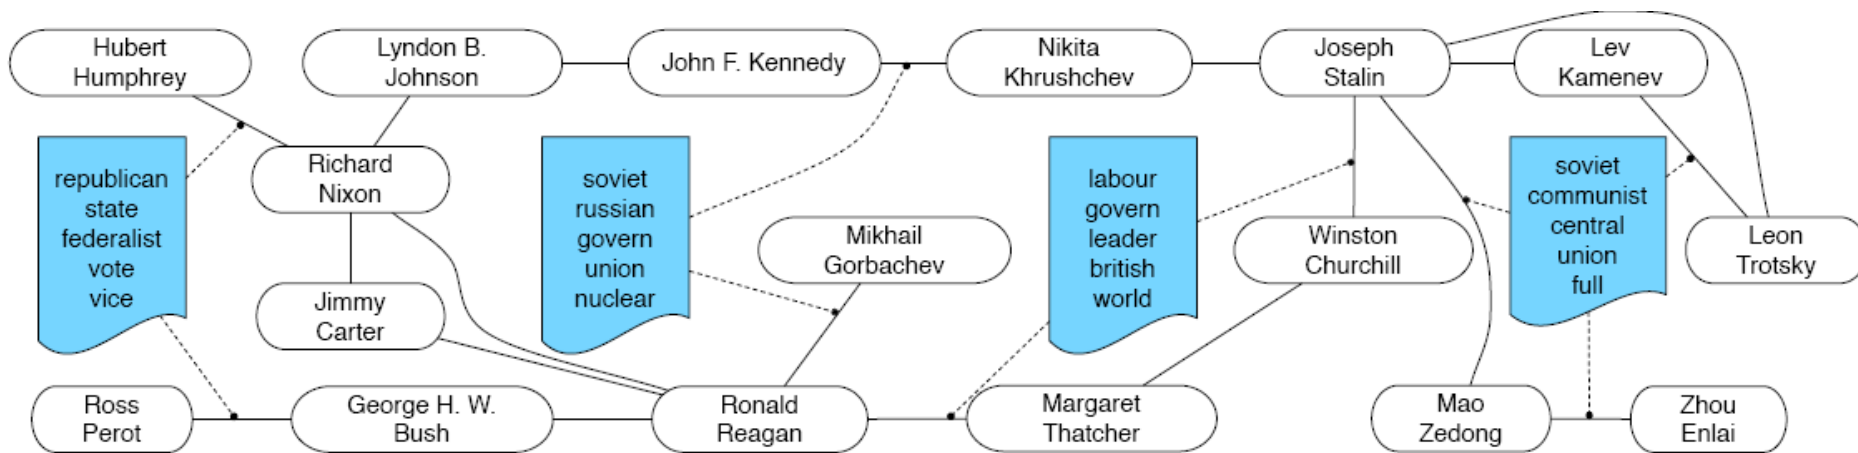 Hubert
Humphrey
Lyndon B.
Johnson
John F. Kennedy
Nikita
Khrushchev
Joseph
Stalin
Lev
Kamenev
republican
state
federalist
vote
vice
Richard
Nixon
soviet
russian
govern
union
nuclear
Mikhail
Gorbachev
labour
govern
leader
british
world
Winston
Churchill
soviet
communist
central
union
full
Leon
Trotsky
Jimmy
Carter
Ross
Perot
George H. W.
Bush
Ronald
Reagan
Margaret
Thatcher
Mao
Zedong
Zhou
Enlai